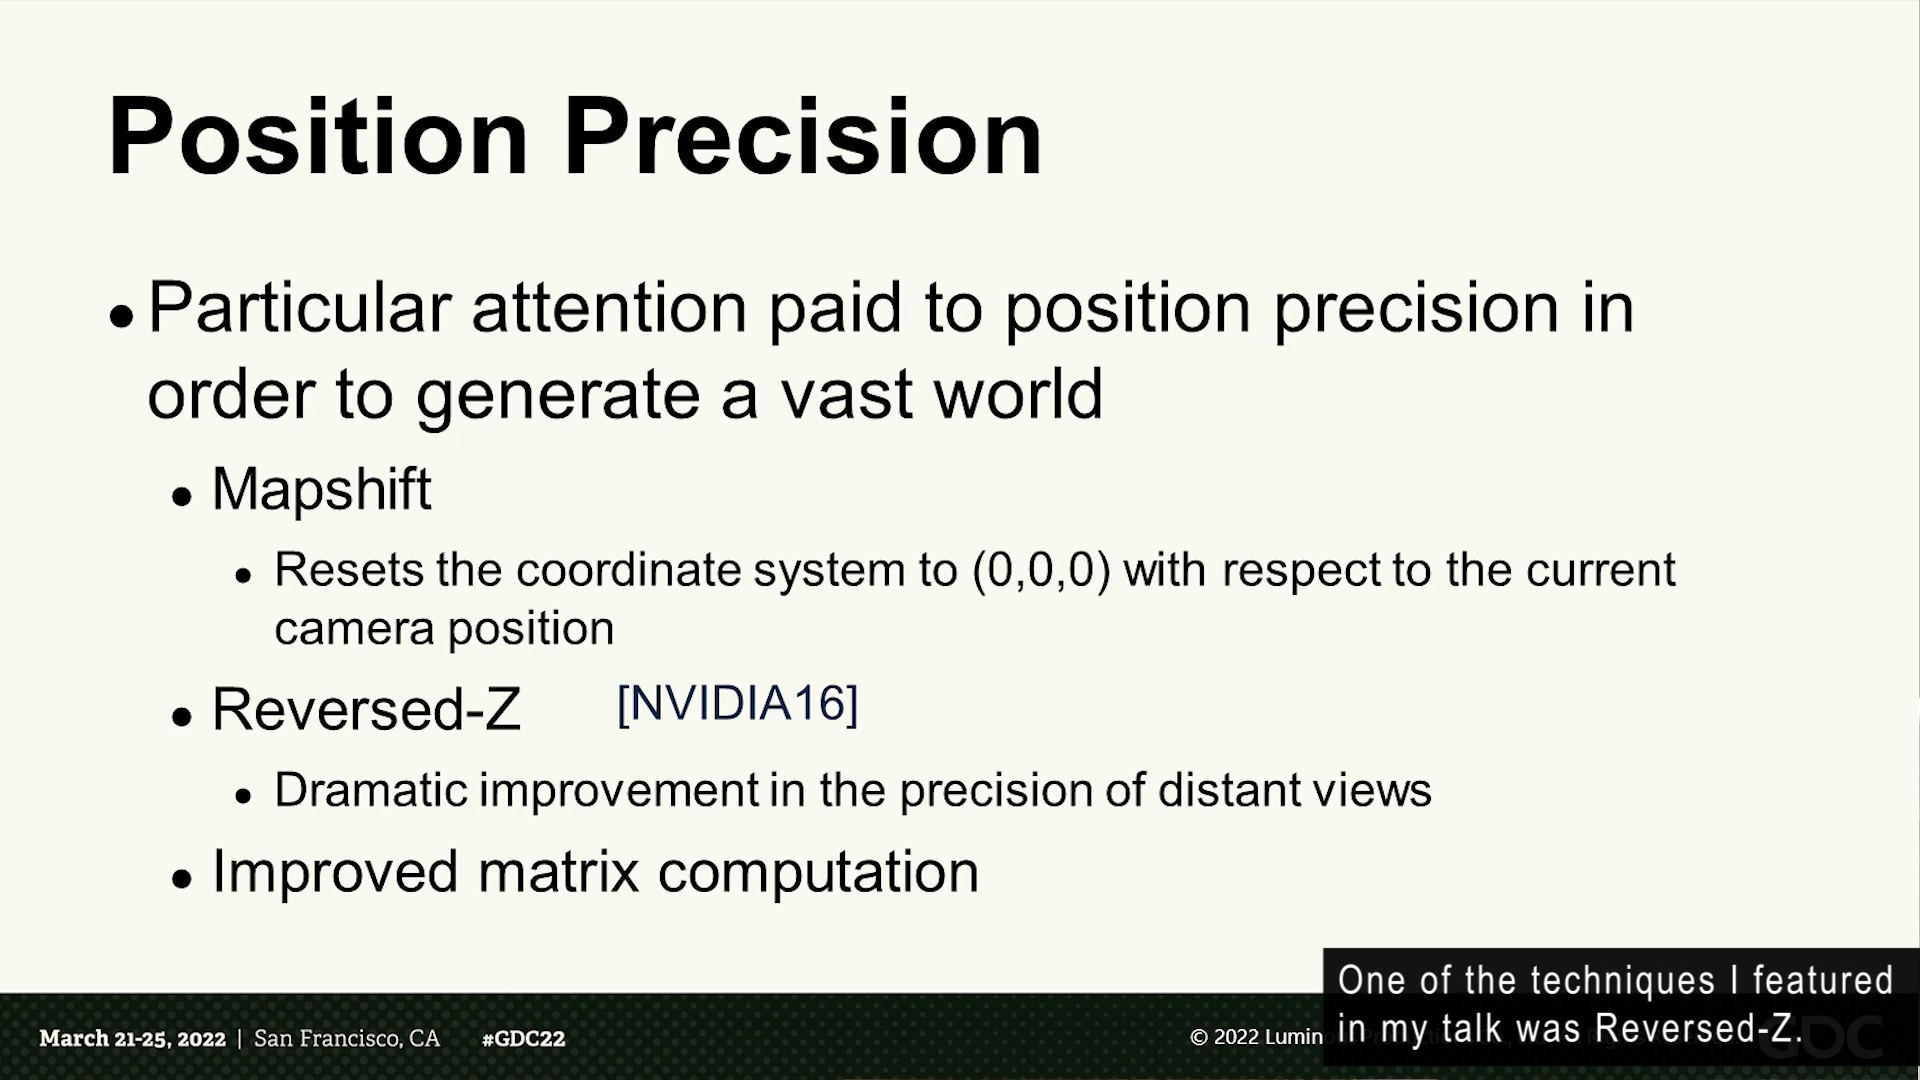 Position Precision
● Particular attention paid to position precision in
order to generate a vast world
● Mapshift
● Resets the coordinate system to (0,0,0) with respect to the current
camera position
● Reversed-Z [NVIDIA16]
● Dramatic improvement in the precision of distant views
● Improved matrix computation
One of the techniques I featured
in my talk was Reversed-Z.
March 21-25, 2022 | San Francisco, CA #GDC22
© 2022 Lumin
GDC